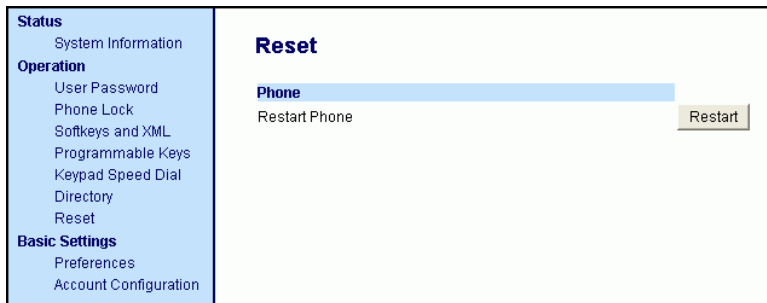 Status
System Information
Operation
User Password
Phone Lock
Softkeys and XML
Programmable Keys
Keypad Speed Dial
Directory
Reset
Basic Settings
Preferences
Account Configuration
Reset
Phone
Restart Phone
Restart